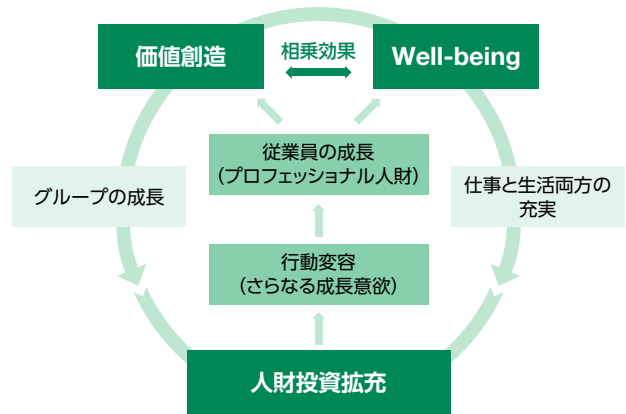 価値創造
相乗効果
Well-being
従業員の成長
(プロフェッショナル人財)
グループの成長
仕事と生活両方の
充実
行動変容
(さらなる成長意欲)
人財投資拡充